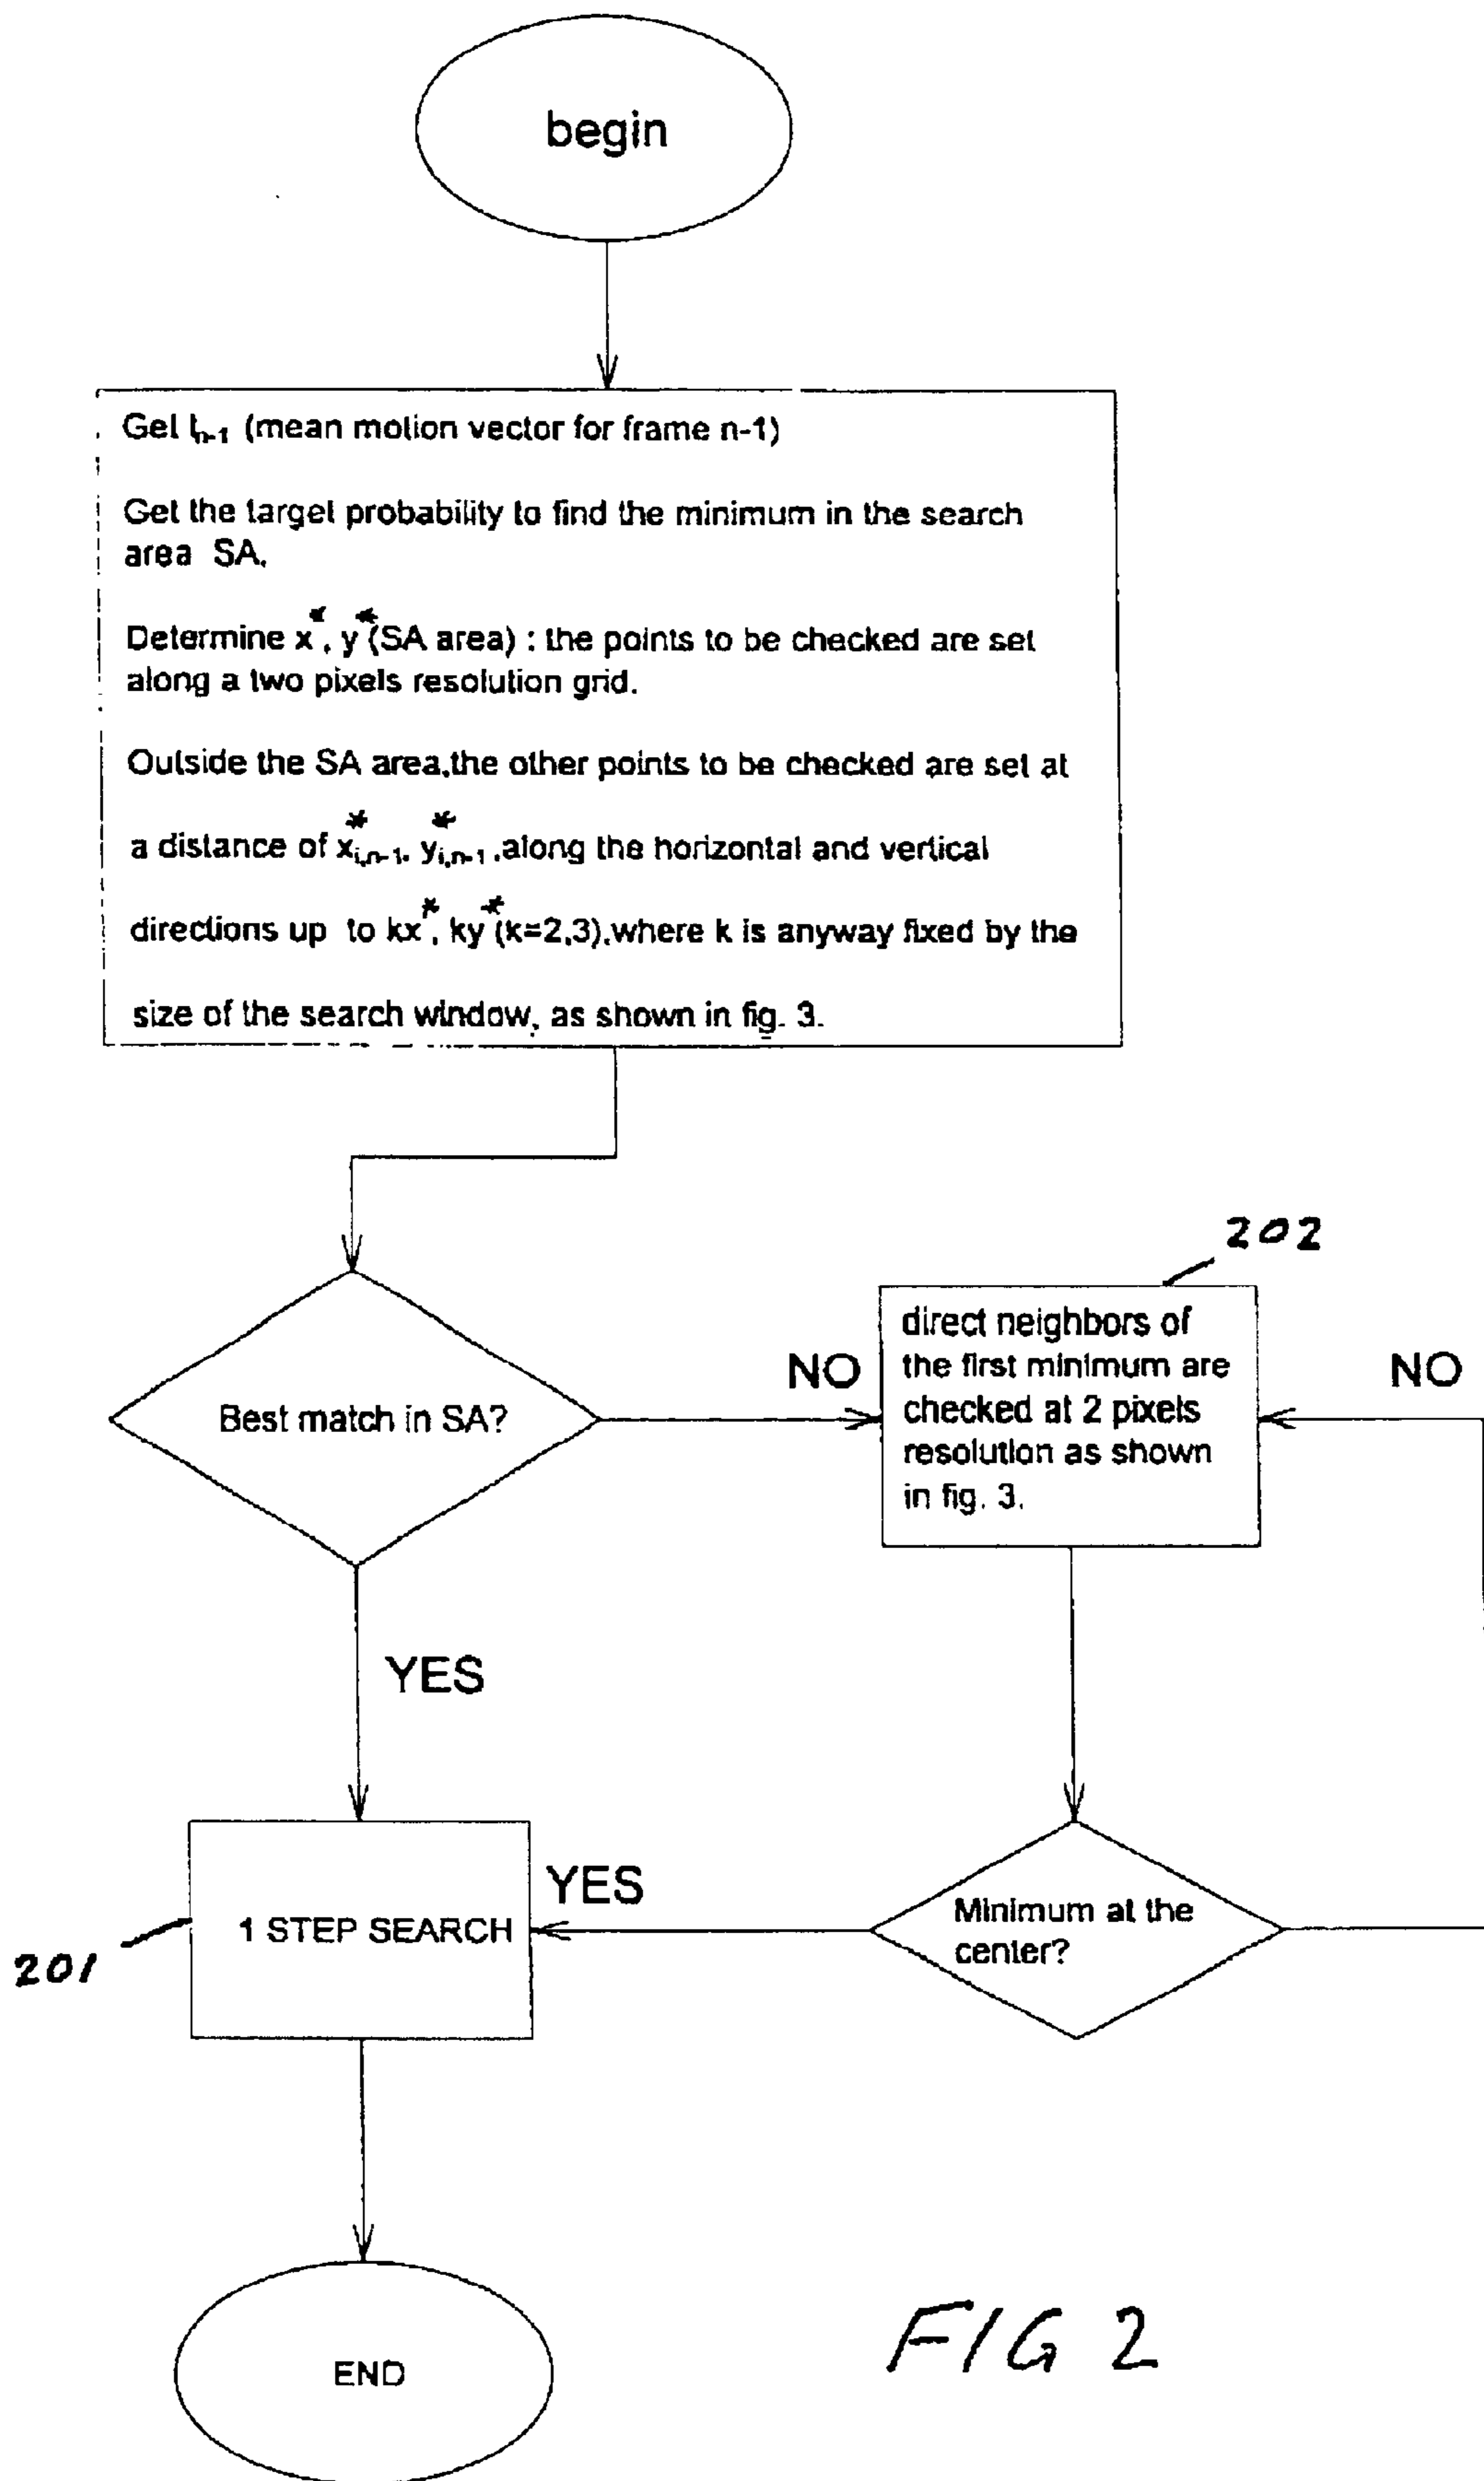 begin
Get t̅n-1 (mean motion vector for frame n-1)
Get the target probability to find the minimum in the search
area SA.
Determine x*, y* (SA area) : the points to be checked are set
along a two pixels resolution grid.
Outside the SA area, the other points to be checked are set at
a distance of x*i,n-1, y*i,n-1, along the horizontal and vertical
directions up to kx*, ky* (k=2,3), where k is anyway fixed by the
size of the search window, as shown in fig. 3.
202
Best match in SA?
NO
direct neighbors of
the first minimum are
checked at 2 pixels
resolution as shown
in fig. 3.
NO
YES
201
1 STEP SEARCH
YES
Minimum at the
center?
END
FIG 2